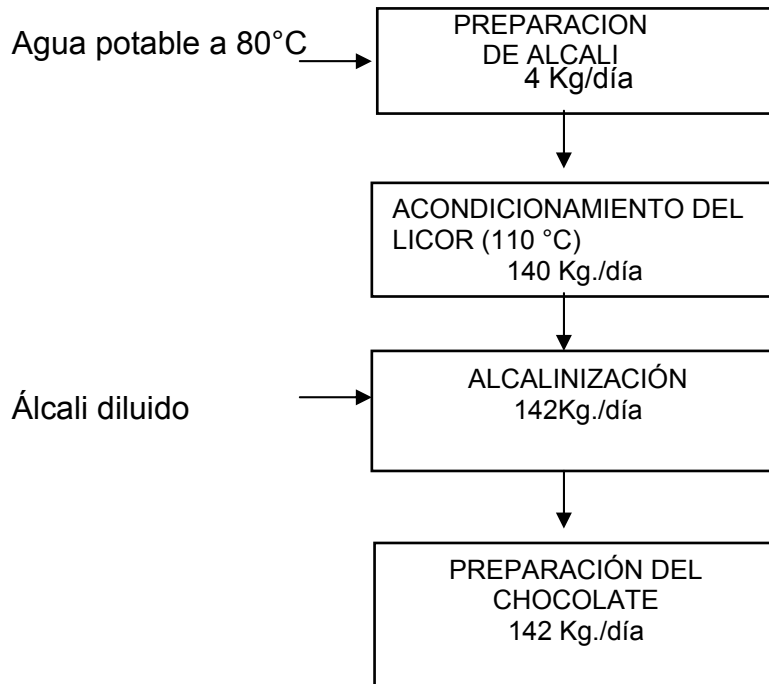 Agua potable a 80°C
PREPARACION
DE ALCALI
4 Kg/día
ACONDICIONAMIENTO DEL
LICOR (110 °C)
140 Kg./día
Álcali diluido
ALCALINIZACIÓN
142Kg./día
PREPARACIÓN DEL
CHOCOLATE
142 Kg./día